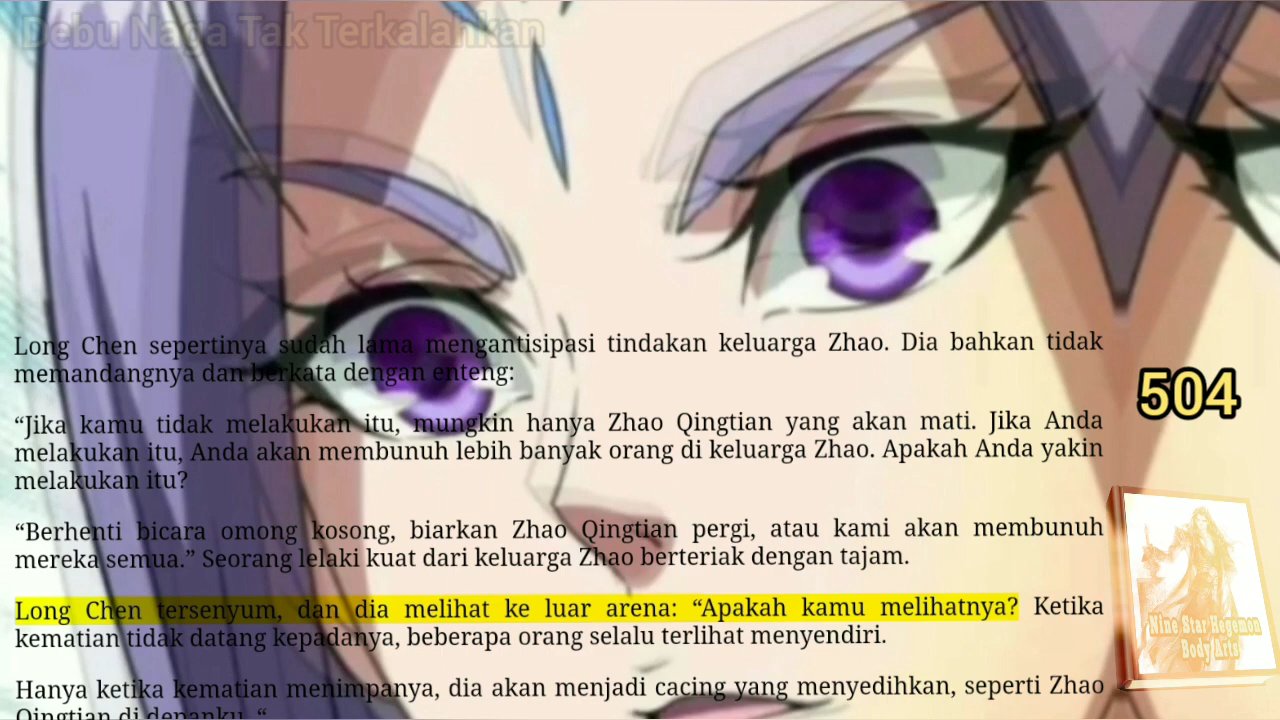 Debu Naga Tak Terkalahkan
Long Chen sepertinya sudah lama mengantisipasi tindakan keluarga Zhao. Dia bahkan tidak
memandangnya dan berkata dengan enteng:
“Jika kamu tidak melakukan itu, mungkin hanya Zhao Qingtian yang akan mati. Jika Anda
melakukan itu, Anda akan membunuh lebih banyak orang di keluarga Zhao. Apakah Anda yakin
melakukan itu?
“Berhenti bicara omong kosong, biarkan Zhao Qingtian pergi, atau kami akan membunuh
mereka semua.” Seorang lelaki kuat dari keluarga Zhao berteriak dengan tajam.
Long Chen tersenyum, dan dia melihat ke luar arena: “Apakah kamu melihatnya? Ketika
kematian tidak datang kepadanya, beberapa orang selalu terlihat menyendiri.
Hanya ketika kematian menimpanya, dia akan menjadi cacing yang menyedihkan, seperti Zhao
Qingtian di depanku. “
504
Nine Star Hegemon
Body Arts